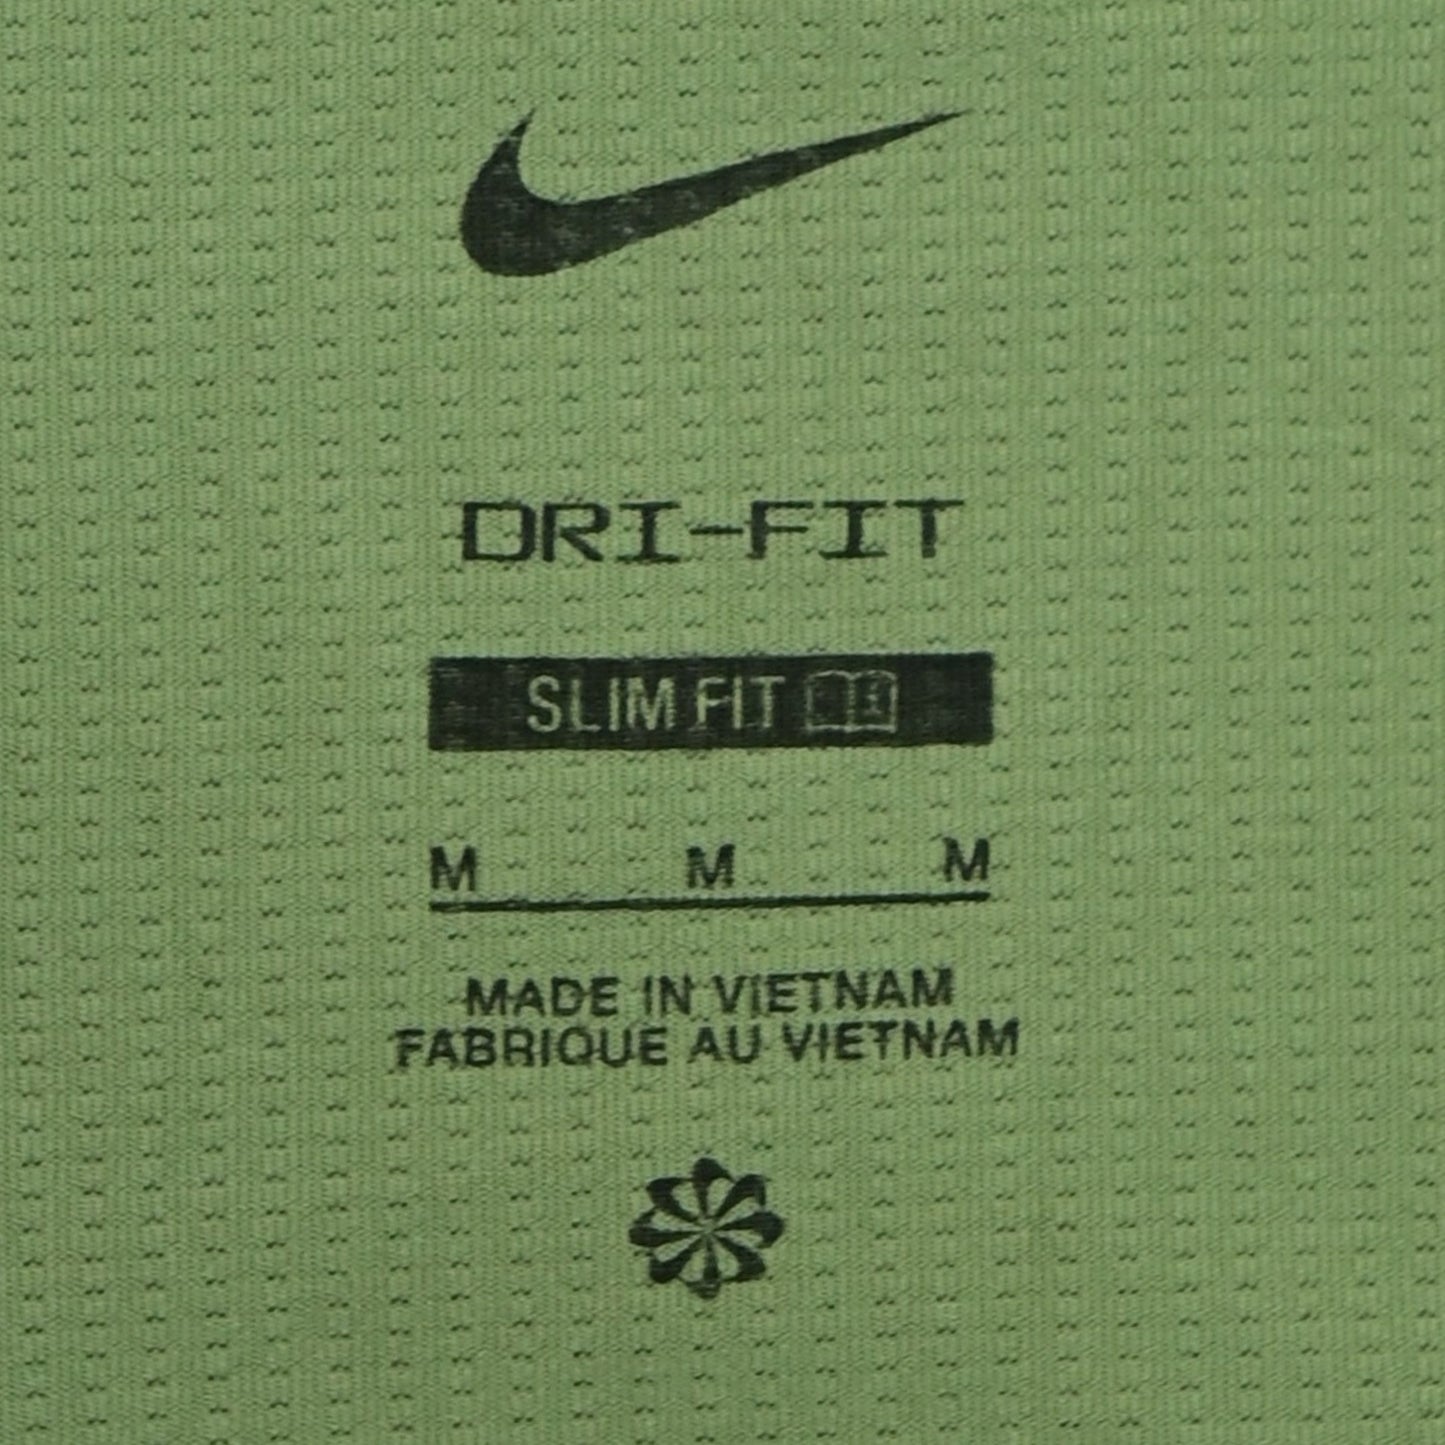 DRI-FIT
SLIM FIT
M M M
MADE IN VIETNAM
FABRIQUE AU VIETNAM